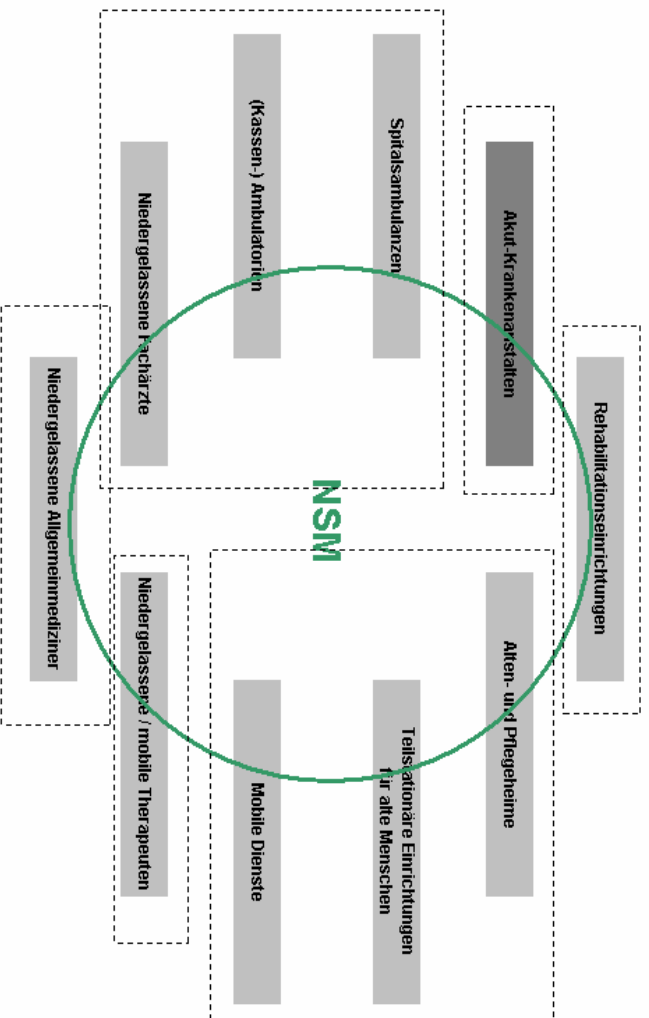 Rehabilitationseinrichtungen
Akut-Krankenanstalten
Alten- und Pflegeheime
Spitalsambulanzen
Teilstationäre Einrichtungen
für alte Menschen
NSM
(Kassen-) Ambulatorien
Mobile Dienste
Niedergelassene Fachärzte
Niedergelassene / mobile Therapeuten
Niedergelassene Allgemeinmediziner